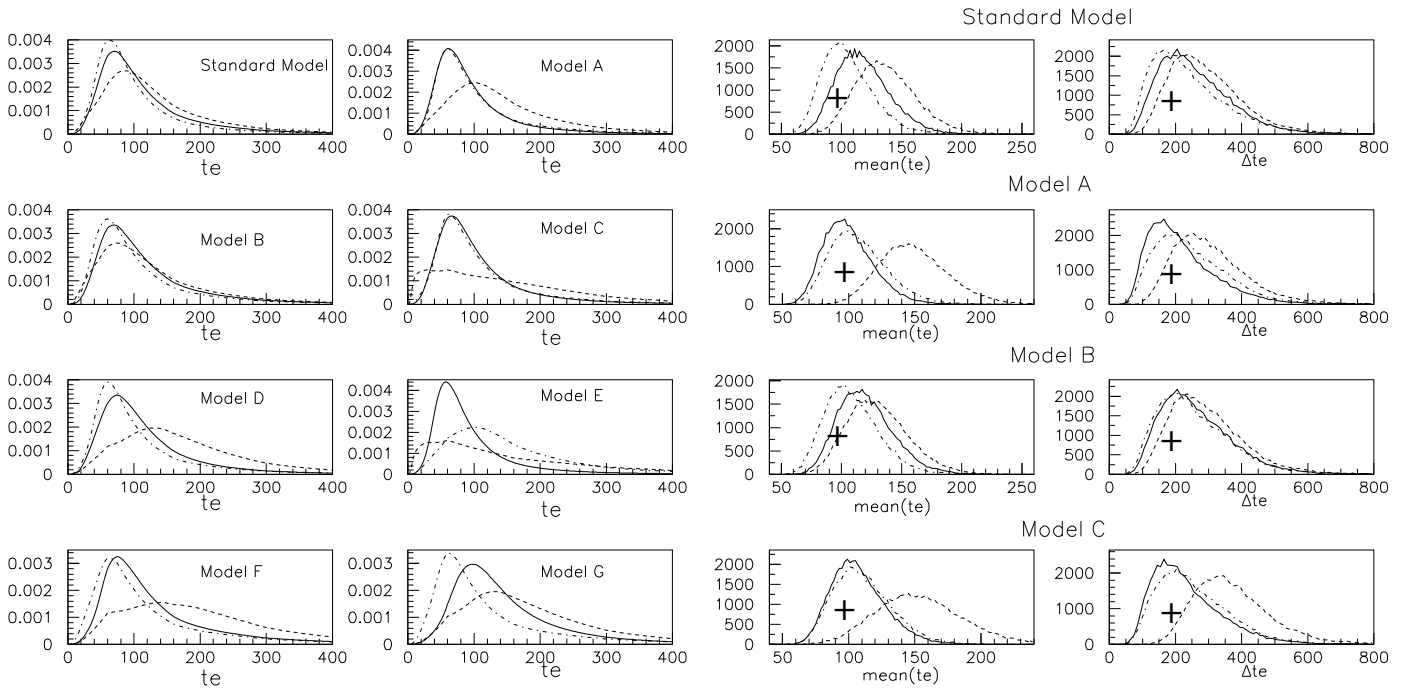 Standard Model
0.004
0.003
0.002
0.001
0
Standard Model
0 100 200 300 400
te
0.004
0.003
0.002
0.001
0
Model A
0 100 200 300 400
te
2000
1500
1000
500
0
50 100 150 200 250
mean(te)
2000
1500
1000
500
0
0 200 400 600 800
Δte
Model A
0.004
0.003
0.002
0.001
0
Model B
0 100 200 300 400
te
0.004
0.003
0.002
0.001
0
Model C
0 100 200 300 400
te
2000
1000
0
50 100 150 200
mean(te)
2000
1000
0
0 200 400 600 800
Δte
Model B
0.004
0.003
0.002
0.001
0
Model D
0 100 200 300 400
te
0.004
0.003
0.002
0.001
0
Model E
0 100 200 300 400
te
2000
1500
1000
500
0
50 100 150 200 250
mean(te)
2000
1500
1000
500
0
0 200 400 600 800
Δte
Model C
0.003
0.002
0.001
0
Model F
0 100 200 300 400
te
0.003
0.002
0.001
0
Model G
0 100 200 300 400
te
2000
1500
1000
500
0
50 100 150 200
mean(te)
2000
1000
0
0 200 400 600 800
Δte